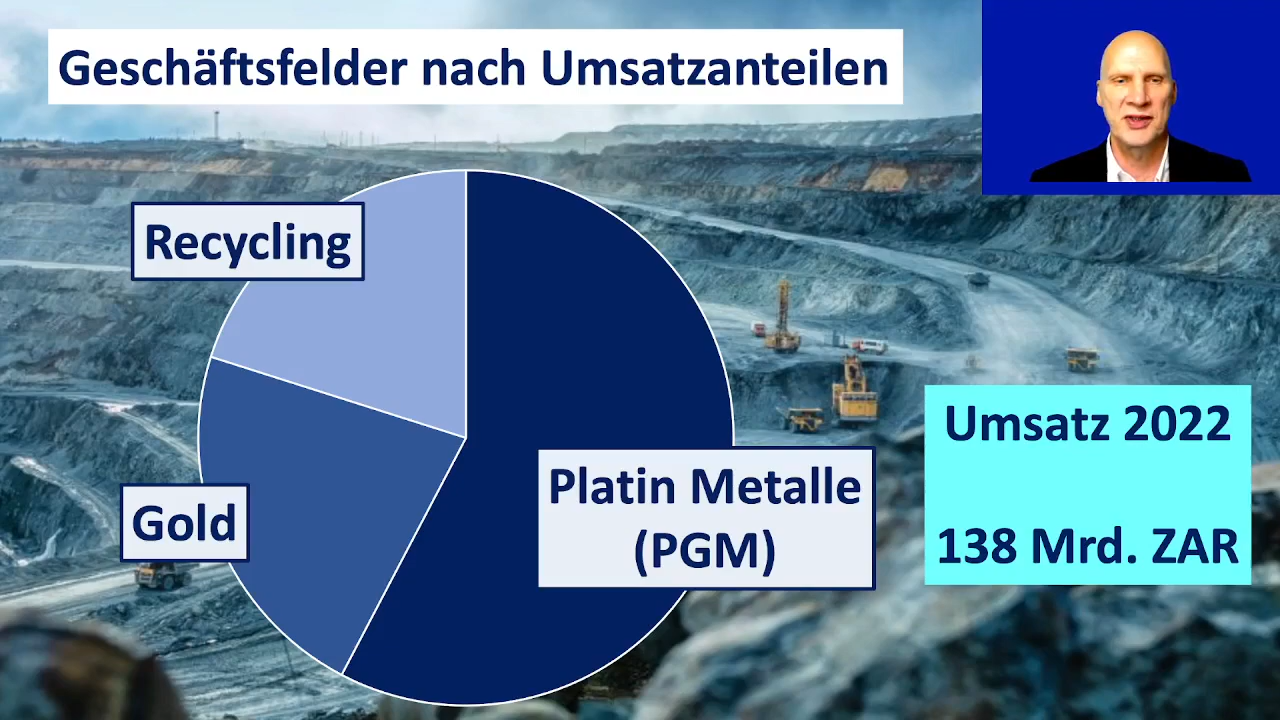 Geschäftsfelder nach Umsatzanteilen
Recycling
Gold
Platin Metalle
(PGM)
Umsatz 2022
138 Mrd. ZAR